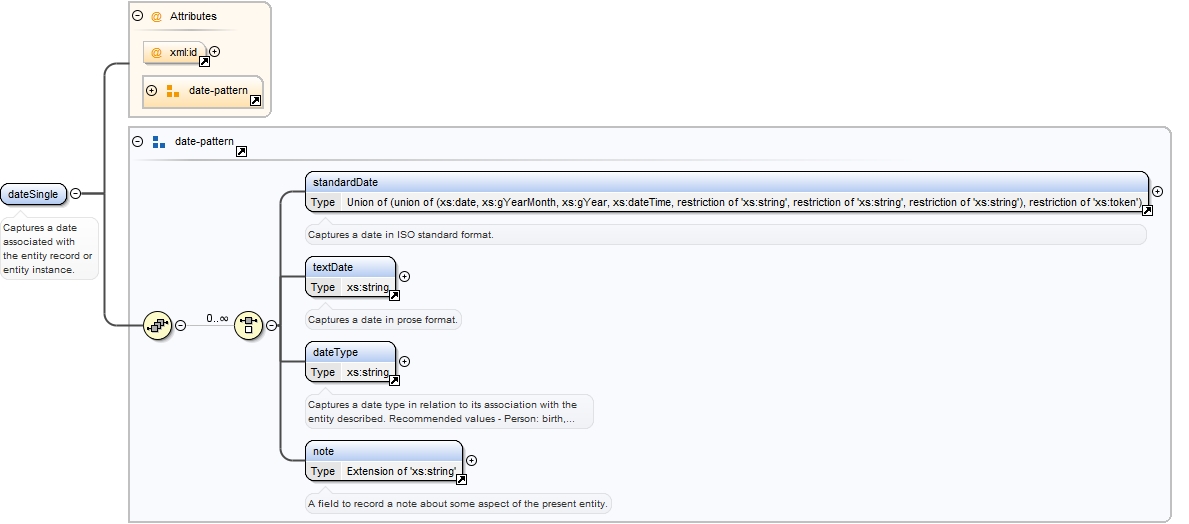 @ Attributes
@ xml:id
date-pattern
date-pattern
dateSingle
Captures a date
associated with
the entity record or
entity instance.
0..∞
standardDate
Type Union of (union of (xs:date, xs:gYearMonth, xs:gYear, xs:dateTime, restriction of 'xs:string', restriction of 'xs:string', restriction of 'xs:string'), restriction of 'xs:token')
Captures a date in ISO standard format.
textDate
Type xs:string
Captures a date in prose format.
dateType
Type xs:string
Captures a date type in relation to its association with the
entity described. Recommended values - Person: birth,...
note
Type Extension of 'xs:string'
A field to record a note about some aspect of the present entity.